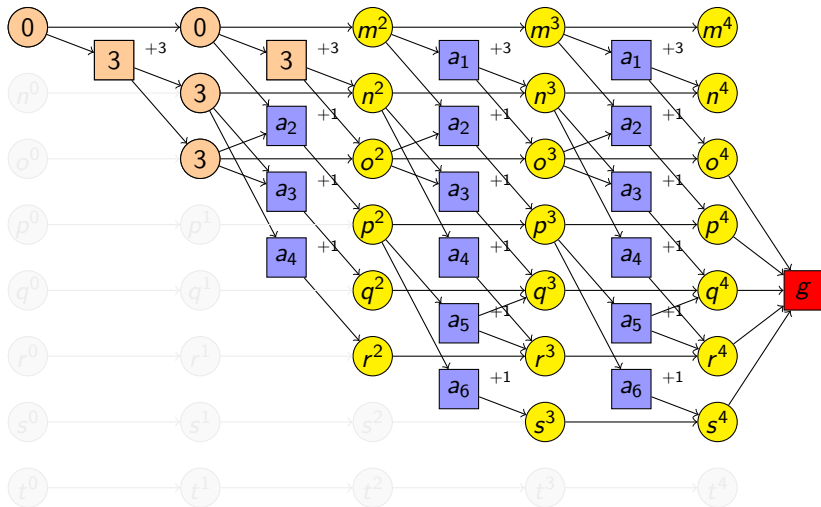 0 0 m² m³ m⁴
3 +3 3 +3 a₁ +3 a₁ +3
n⁰ 3 n² n³ n⁴
a₂ +1 a₂ +1 a₂ +1
o⁰ 3 o² o³ o⁴
a₃ +1 a₃ +1 a₃ +1
p⁰ p¹ p² p³ p⁴
a₄ +1 a₄ +1 a₄ +1
q⁰ q¹ q² q³ q⁴ g
a₅ +1 a₅ +1
r⁰ r¹ r² r³ r⁴
a₆ +1 a₆ +1
s⁰ s¹ s² s³ s⁴
t⁰ t¹ t² t³ t⁴